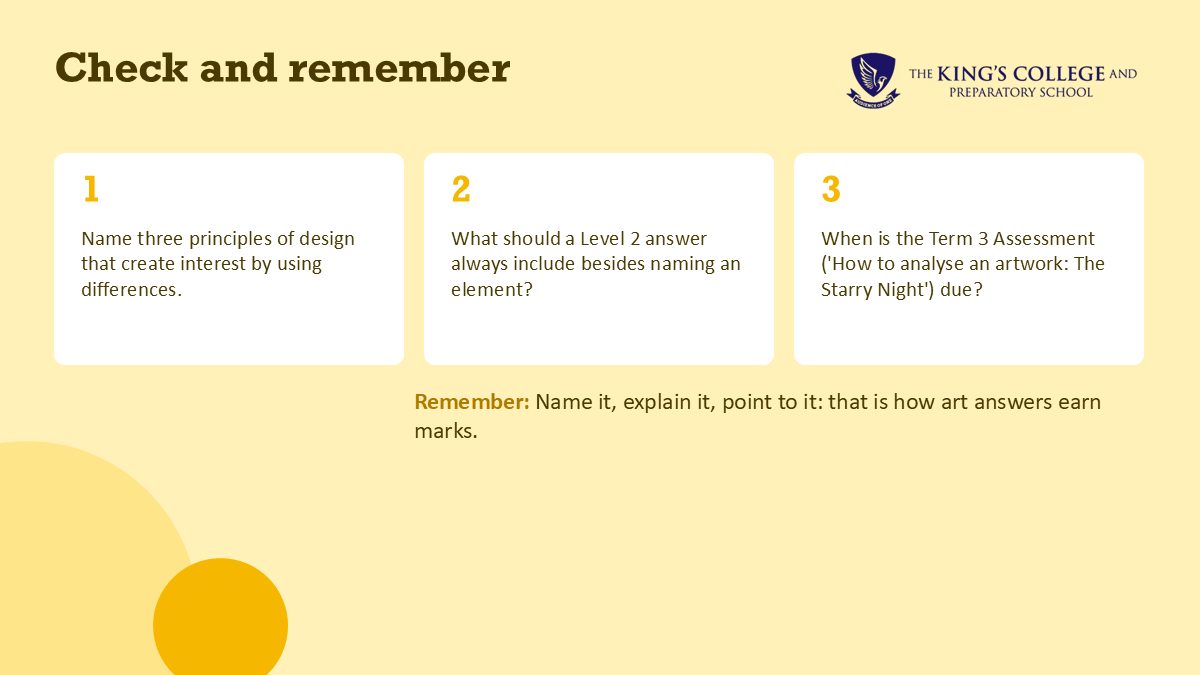 Check and remember
THE KING'S COLLEGE AND
PREPARATORY SCHOOL
AUDIENCE OF ONE
1
Name three principles of design
that create interest by using
differences.
2
What should a Level 2 answer
always include besides naming an
element?
3
When is the Term 3 Assessment
('How to analyse an artwork: The
Starry Night') due?
Remember: Name it, explain it, point to it: that is how art answers earn
marks.